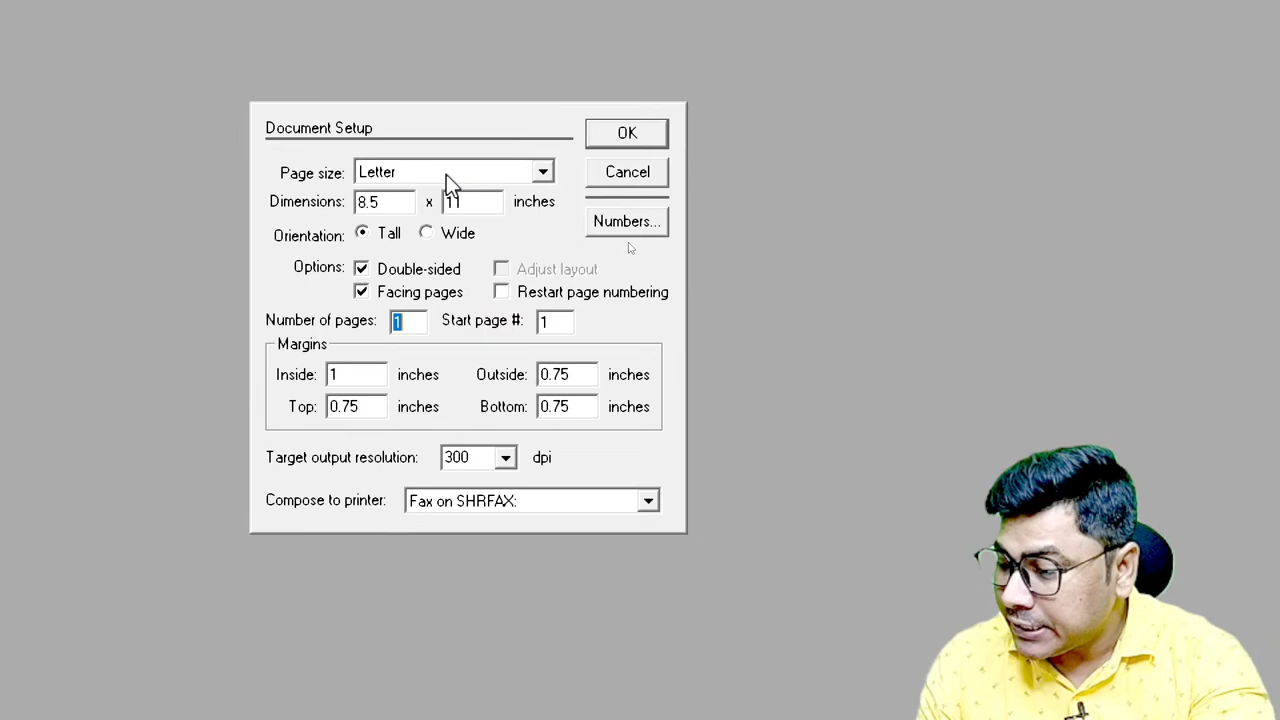 Document Setup
OK
Page size: Letter
Cancel
Dimensions: 8.5 x 11 inches
Numbers...
Orientation: Tall Wide
Options: Double-sided Adjust layout
Facing pages Restart page numbering
Number of pages: 1 Start page #: 1
Margins
Inside: 1 inches Outside: 0.75 inches
Top: 0.75 inches Bottom: 0.75 inches
Target output resolution: 300 dpi
Compose to printer: Fax on SHRFAX: